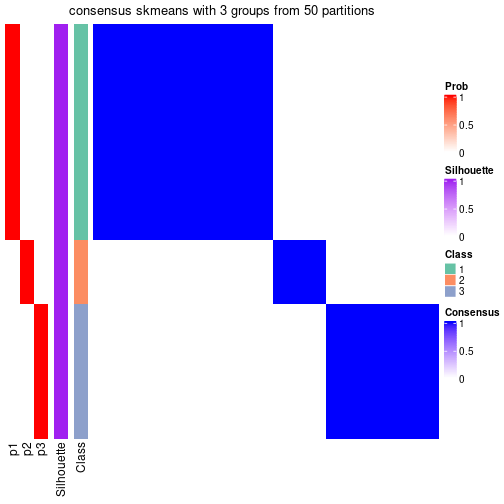 consensus skmeans with 3 groups from 50 partitions
Prob
1
0.5
0
Silhouette
1
0.5
0
Class
1
2
3
Consensus
1
0.5
0
p1
p2
p3
Silhouette
Class